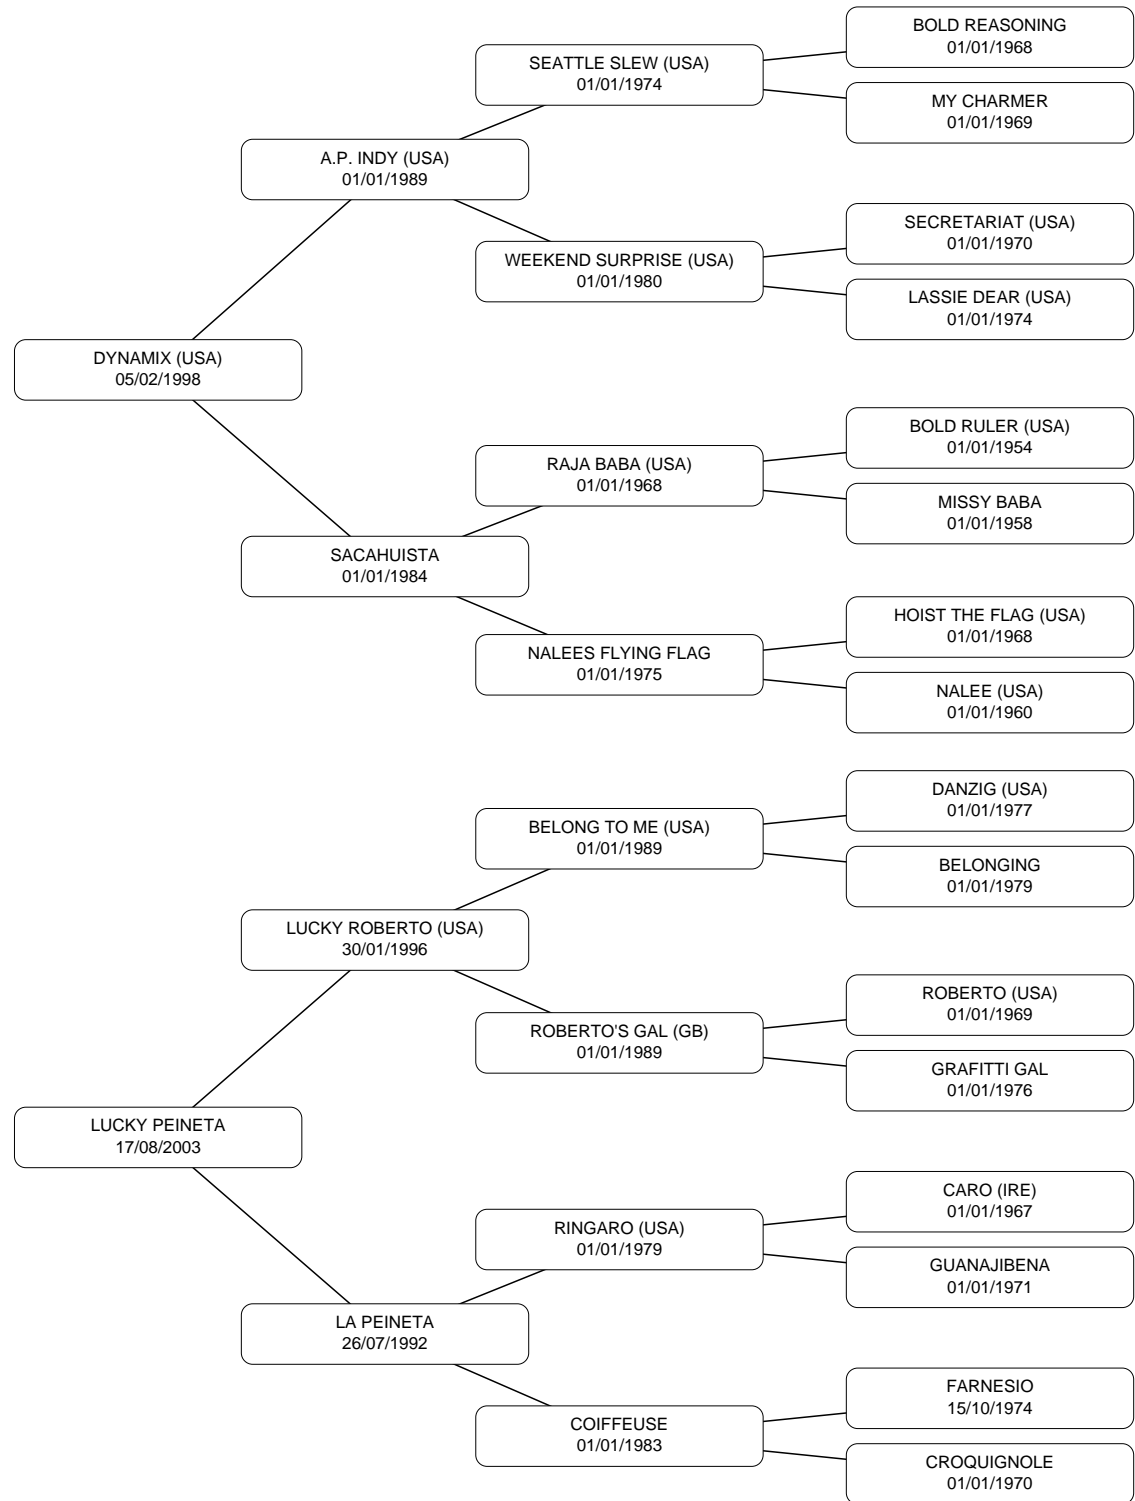 BOLD REASONING
01/01/1968
SEATTLE SLEW (USA)
01/01/1974
MY CHARMER
01/01/1969
A.P. INDY (USA)
01/01/1989
SECRETARIAT (USA)
01/01/1970
WEEKEND SURPRISE (USA)
01/01/1980
LASSIE DEAR (USA)
01/01/1974
DYNAMIX (USA)
05/02/1998
BOLD RULER (USA)
01/01/1954
RAJA BABA (USA)
01/01/1968
MISSY BABA
01/01/1958
SACAHUISTA
01/01/1984
HOIST THE FLAG (USA)
01/01/1968
NALEES FLYING FLAG
01/01/1975
NALEE (USA)
01/01/1960
DANZIG (USA)
01/01/1977
BELONG TO ME (USA)
01/01/1989
BELONGING
01/01/1979
LUCKY ROBERTO (USA)
30/01/1996
ROBERTO (USA)
01/01/1969
ROBERTO'S GAL (GB)
01/01/1989
GRAFITTI GAL
01/01/1976
LUCKY PEINETA
17/08/2003
CARO (IRE)
01/01/1967
RINGARO (USA)
01/01/1979
GUANAJIBENA
01/01/1971
LA PEINETA
26/07/1992
FARNESIO
15/10/1974
COIFFEUSE
01/01/1983
CROQUIGNOLE
01/01/1970